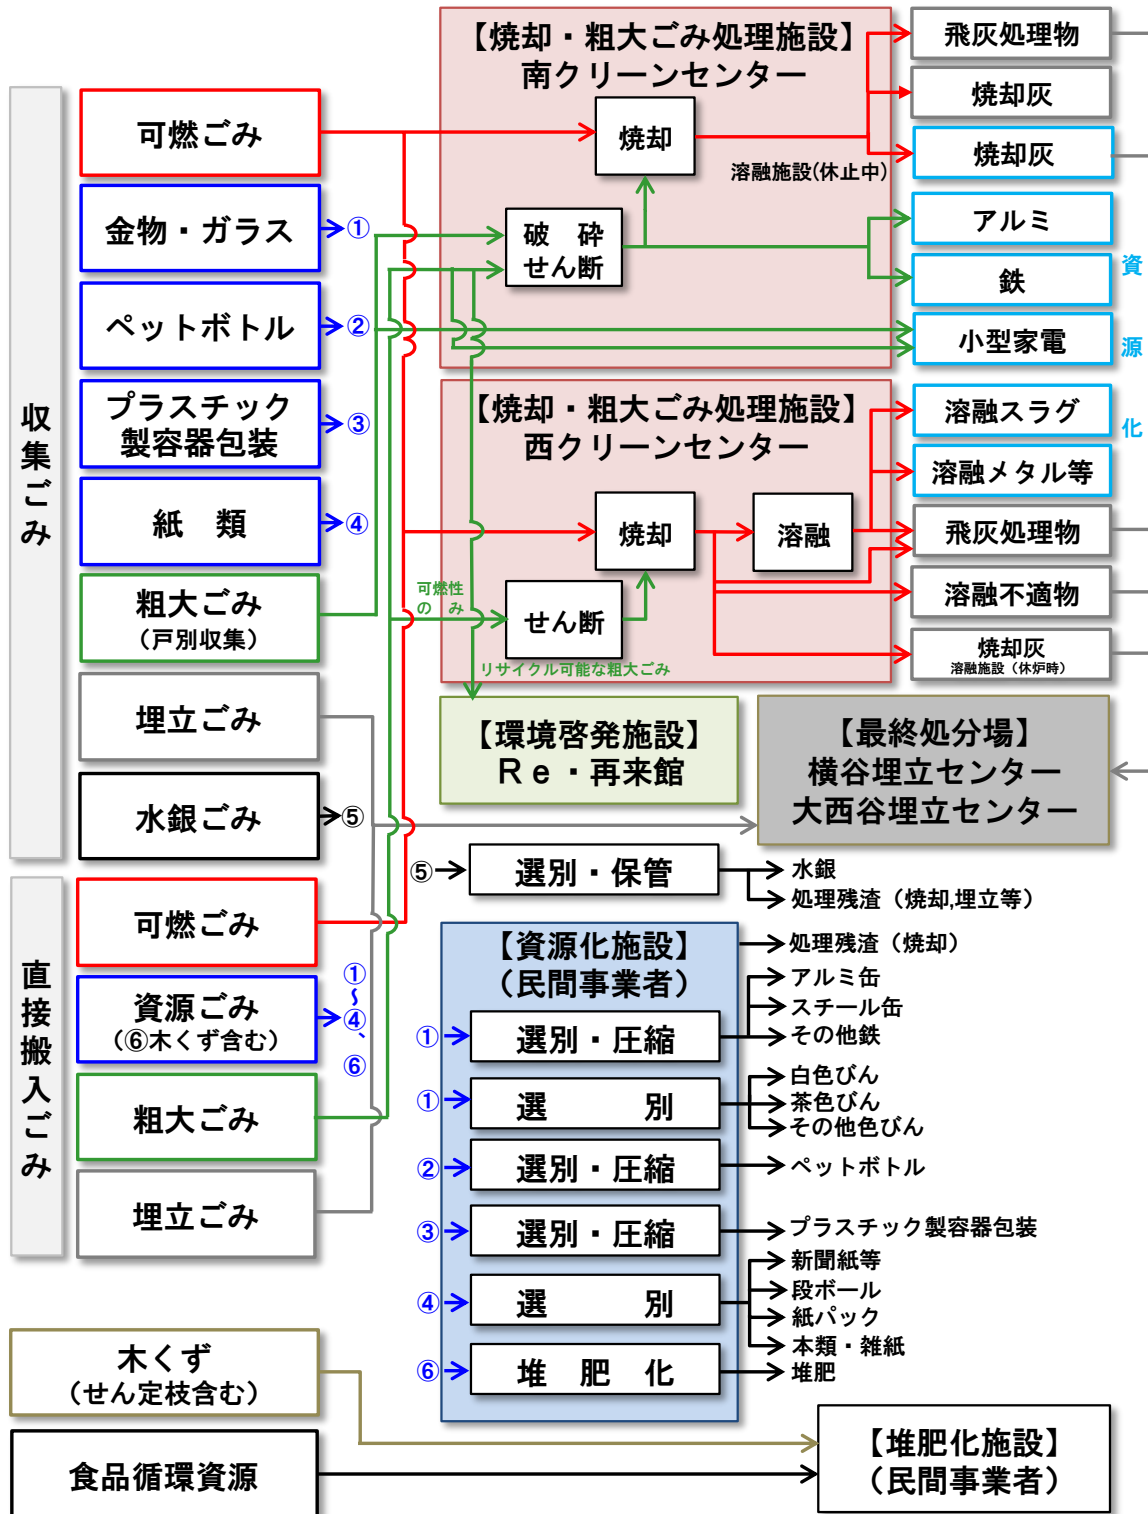 収集ごみ
可燃ごみ
金物・ガラス
①
ペットボトル
②
プラスチック
製容器包装
③
紙　類
④
粗大ごみ
（戸別収集）
埋立ごみ
水銀ごみ
⑤
直接搬入ごみ
可燃ごみ
資源ごみ
（⑥木くず含む）
①～④、⑥
粗大ごみ
埋立ごみ
木くず
（せん定枝含む）
食品循環資源
【焼却・粗大ごみ処理施設】
南クリーンセンター
焼却
溶融施設(休止中)
破　砕
せん断
飛灰処理物
焼却灰
焼却灰
アルミ
鉄
小型家電
資源化
【焼却・粗大ごみ処理施設】
西クリーンセンター
焼却
溶融
可燃性
の　み
せん断
リサイクル可能な粗大ごみ
溶融スラグ
溶融メタル等
飛灰処理物
溶融不適物
焼却灰
溶融施設（休炉時）
【環境啓発施設】
Ｒｅ・再来館
【最終処分場】
横谷埋立センター
大西谷埋立センター
⑤
選別・保管
水銀
処理残渣（焼却,埋立等）
【資源化施設】
（民間事業者）
処理残渣（焼却）
①
選別・圧縮
アルミ缶
スチール缶
その他鉄
①
選　　別
白色びん
茶色びん
その他色びん
②
選別・圧縮
ペットボトル
③
選別・圧縮
プラスチック製容器包装
④
選　　別
新聞紙等
段ボール
紙パック
本類・雑紙
⑥
堆　肥　化
堆肥
【堆肥化施設】
（民間事業者）